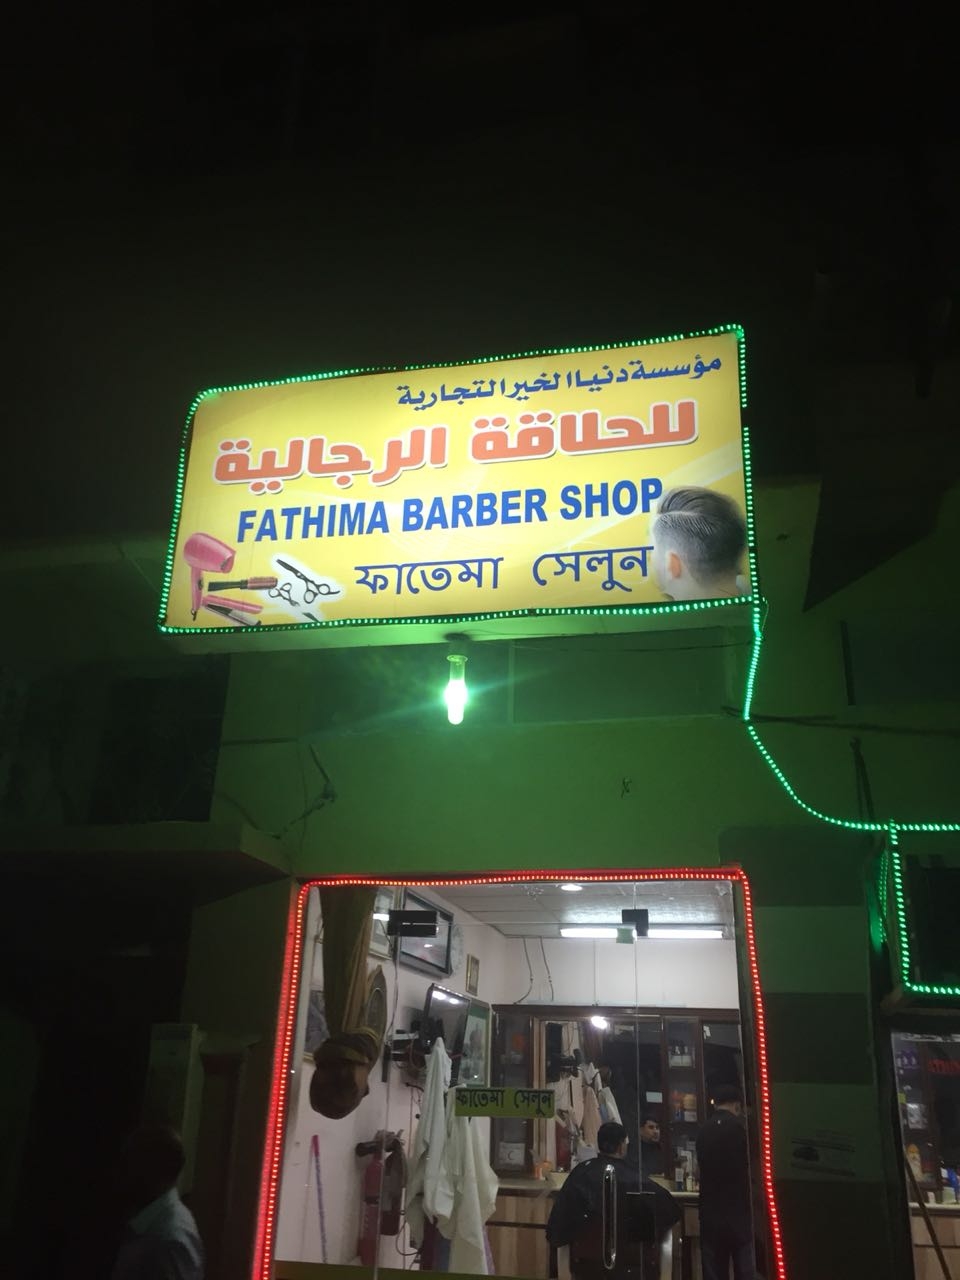 مؤسسة دنيا الخير التجارية
للحلاقة الرجالية
FATHIMA BARBER SHOP
ফাতেমা সেলুন
ফাতেমা সেলুন